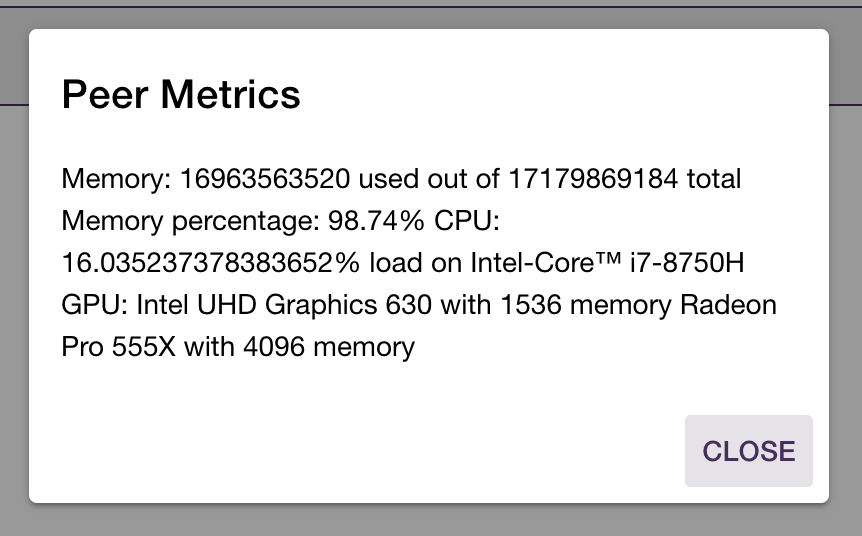 Peer Metrics
Memory: 16963563520 used out of 17179869184 total
Memory percentage: 98.74% CPU:
16.035237378383652% load on Intel-Core™ i7-8750H
GPU: Intel UHD Graphics 630 with 1536 memory Radeon
Pro 555X with 4096 memory
CLOSE